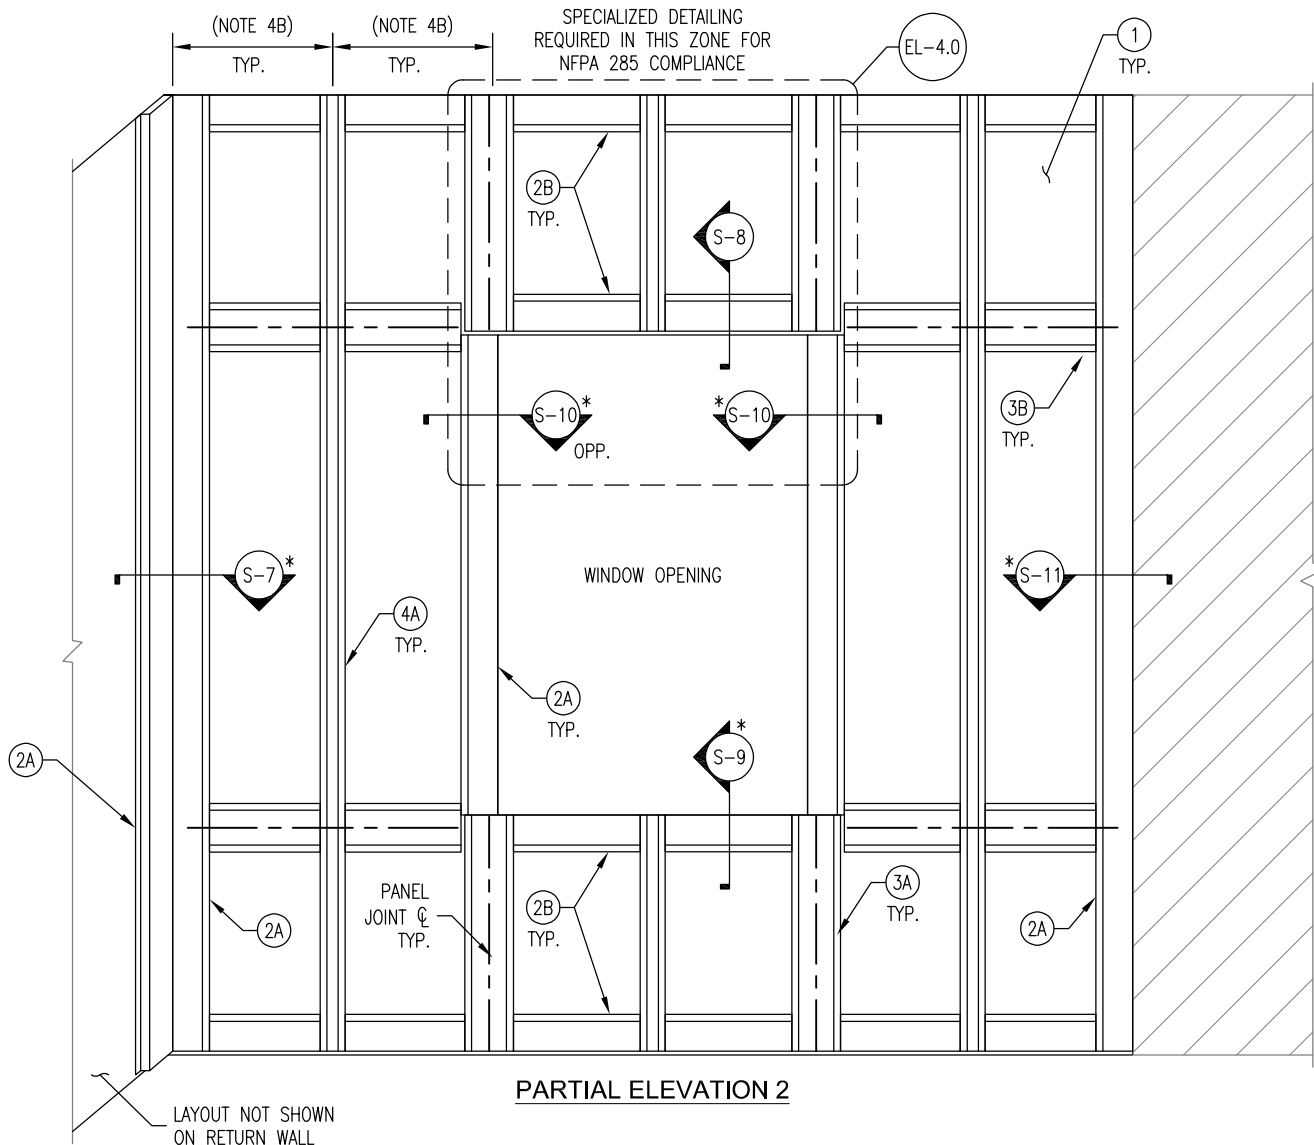 (NOTE 4B)
TYP.
(NOTE 4B)
TYP.
SPECIALIZED DETAILING
REQUIRED IN THIS ZONE FOR
NFPA 285 COMPLIANCE
EL-4.0
1
TYP.
2B
TYP.
S-8
S-10 *
OPP.
* S-10
3B
TYP.
S-7 *
WINDOW OPENING
* S-11
4A
TYP.
2A
TYP.
S-9 *
2A
PANEL
JOINT ℄
TYP.
2A
2B
TYP.
3A
TYP.
2A
PARTIAL ELEVATION 2
LAYOUT NOT SHOWN
ON RETURN WALL